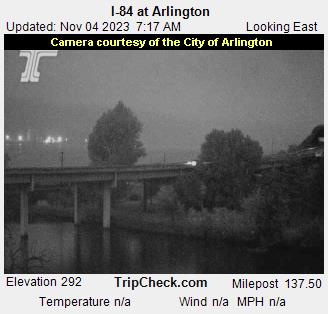 I-84 at Arlington
Updated: Nov 04 2023 7:17 AM Looking East
Camera courtesy of the City of Arlington
Elevation 292 TripCheck.com Milepost 137.50
Temperature n/a Wind n/a MPH n/a